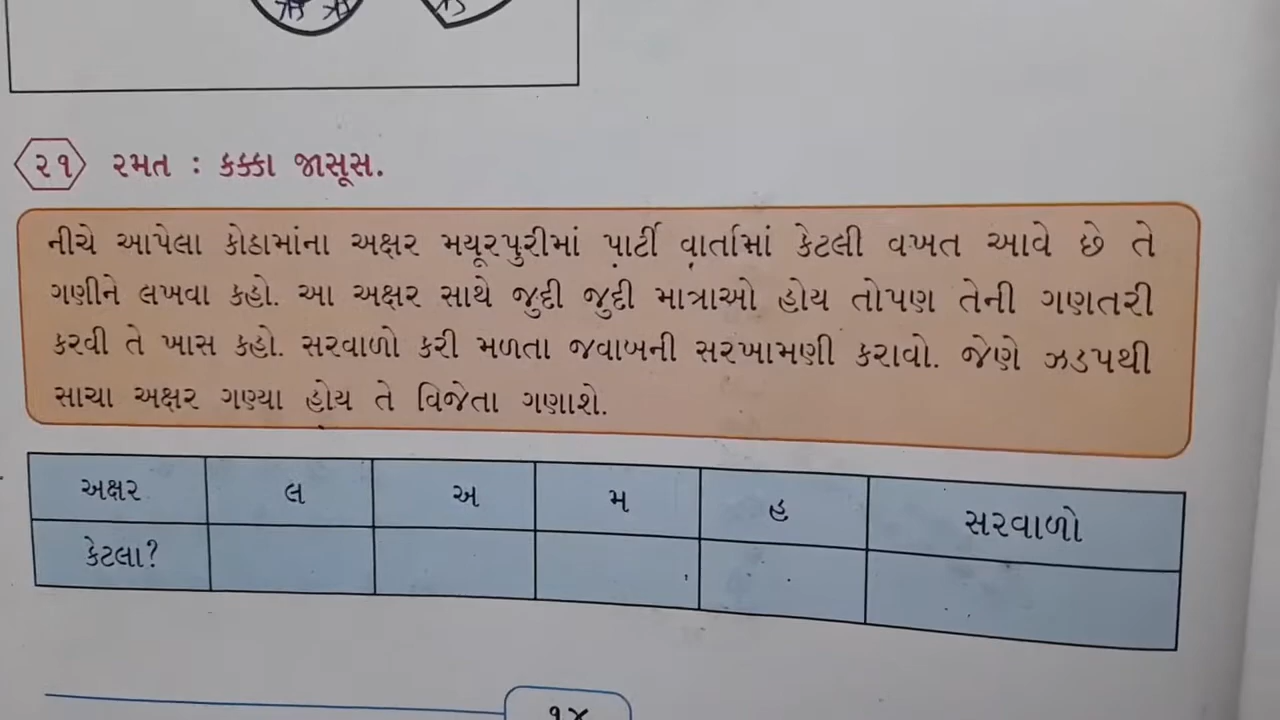 ૨૧ રમત : કક્કા જાસૂસ.
નીચે આપેલા કોઠામાંના અક્ષર મયૂરપુરીમાં પાર્ટી વાર્તામાં કેટલી વખત આવે છે તે
ગણીને લખવા કહો. આ અક્ષર સાથે જુદી જુદી માત્રાઓ હોય તોપણ તેની ગણતરી
કરવી તે ખાસ કહો. સરવાળો કરી મળતા જવાબની સરખામણી કરાવો. જેણે ઝડપથી
સાચા અક્ષર ગણ્યા હોય તે વિજેતા ગણાશે.
અક્ષર લ અ મ હ સરવાળો
કેટલા?
૧૪